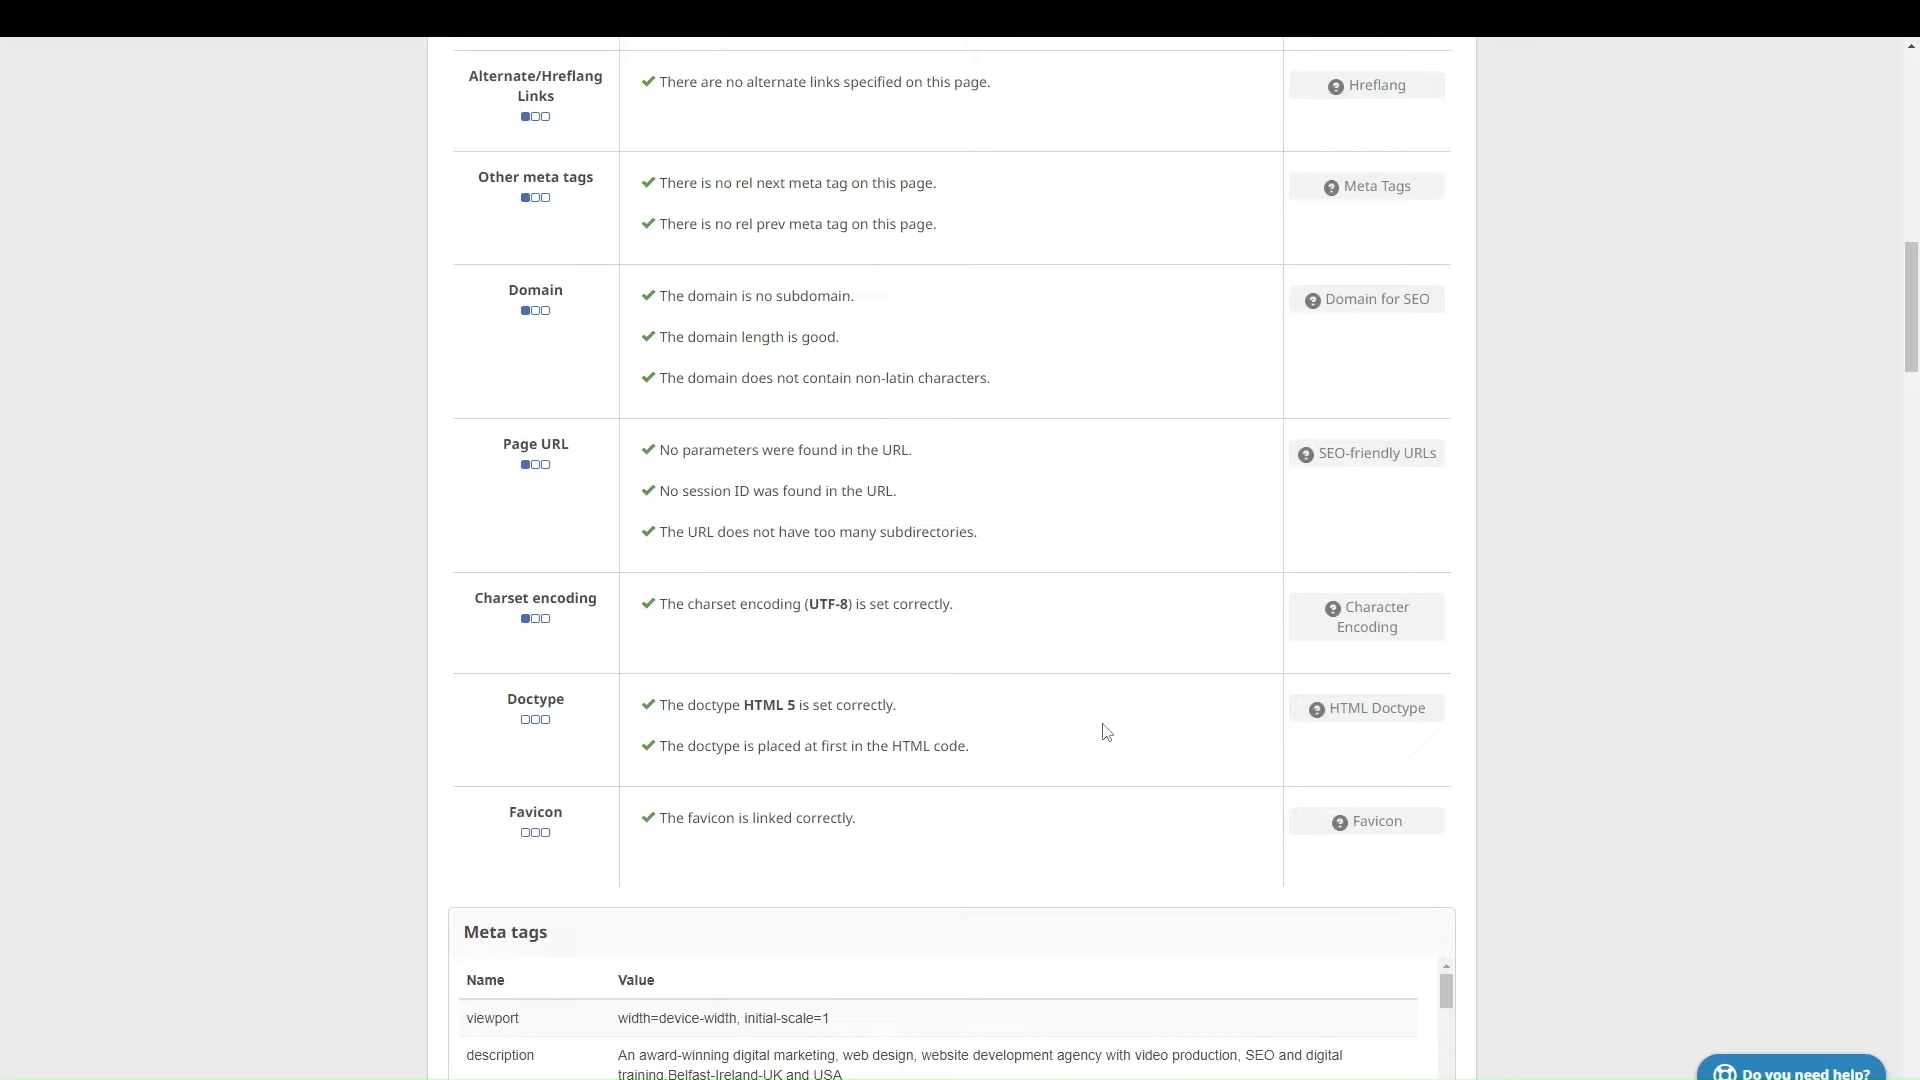 Alternate/Hreflang
Links
There are no alternate links specified on this page.
Hreflang
Other meta tags
There is no rel next meta tag on this page.
There is no rel prev meta tag on this page.
Meta Tags
Domain
The domain is no subdomain.
The domain length is good.
The domain does not contain non-latin characters.
Domain for SEO
Page URL
No parameters were found in the URL.
No session ID was found in the URL.
The URL does not have too many subdirectories.
SEO-friendly URLs
Charset encoding
The charset encoding (UTF-8) is set correctly.
Character
Encoding
Doctype
The doctype HTML 5 is set correctly.
The doctype is placed at first in the HTML code.
HTML Doctype
Favicon
The favicon is linked correctly.
Favicon
Meta tags
Name Value
viewport width=device-width, initial-scale=1
description An award-winning digital marketing, web design, website development agency with video production, SEO and digital
training,Belfast-Ireland-UK and USA
Do you need help?